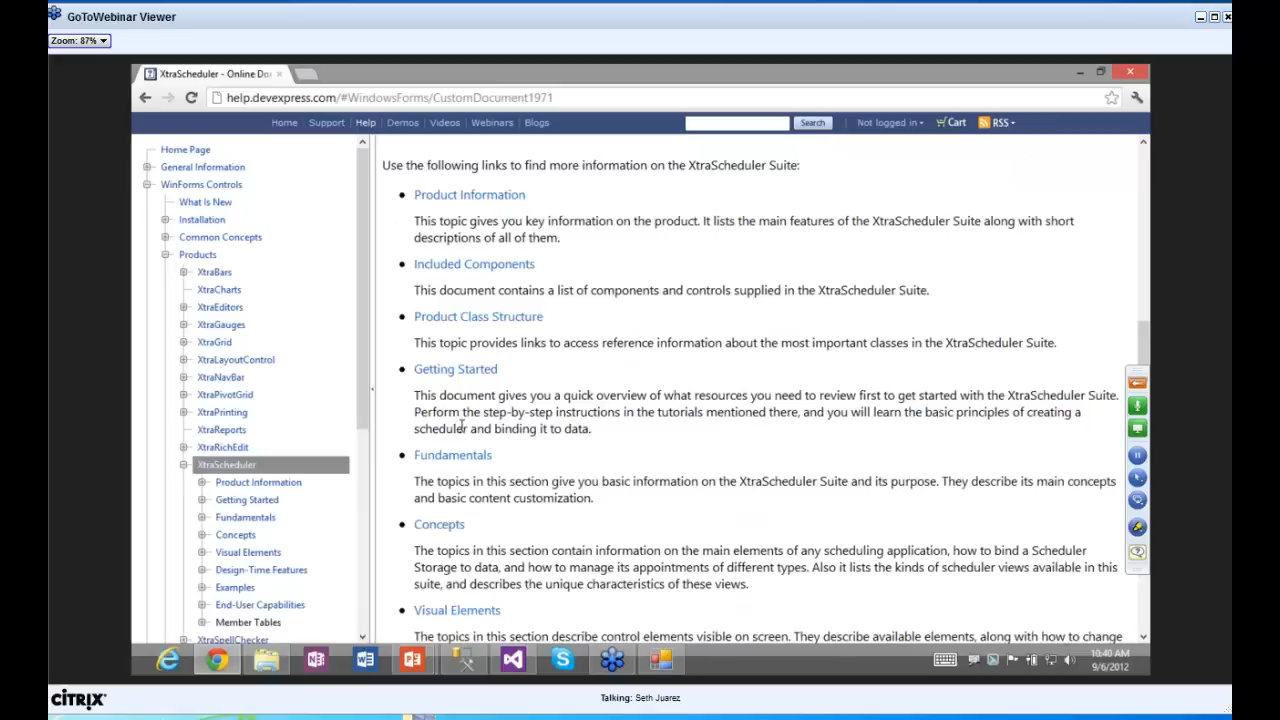 GoToWebinar Viewer
Zoom: 87%
XtraScheduler - Online Do
help.devexpress.com/#WindowsForms/CustomDocument1971
Home | Support | Help | Demos | Videos | Webinars | Blogs
Search
Not logged in
Cart
RSS
Home Page
General Information
WinForms Controls
What Is New
Installation
Common Concepts
Products
XtraBars
XtraCharts
XtraEditors
XtraGauges
XtraGrid
XtraLayoutControl
XtraNavBar
XtraPivotGrid
XtraPrinting
XtraReports
XtraRichEdit
XtraScheduler
Product Information
Getting Started
Fundamentals
Concepts
Visual Elements
Design-Time Features
Examples
End-User Capabilities
Member Tables
XtraSpellChecker
Use the following links to find more information on the XtraScheduler Suite:
Product Information
This topic gives you key information on the product. It lists the main features of the XtraScheduler Suite along with short
descriptions of all of them.
Included Components
This document contains a list of components and controls supplied in the XtraScheduler Suite.
Product Class Structure
This topic provides links to access reference information about the most important classes in the XtraScheduler Suite.
Getting Started
This document gives you a quick overview of what resources you need to review first to get started with the XtraScheduler Suite.
Perform the step-by-step instructions in the tutorials mentioned there, and you will learn the basic principles of creating a
scheduler and binding it to data.
Fundamentals
The topics in this section give you basic information on the XtraScheduler Suite and its purpose. They describe its main concepts
and basic content customization.
Concepts
The topics in this section contain information on the main elements of any scheduling application, how to bind a Scheduler
Storage to data, and how to manage its appointments of different types. Also it lists the kinds of scheduler views available in this
suite, and describes the unique characteristics of these views.
Visual Elements
The topics in this section describe control elements visible on screen. They describe available elements, along with how to change
10:40 AM
9/6/2012
CITRIX
Talking: Seth Juarez